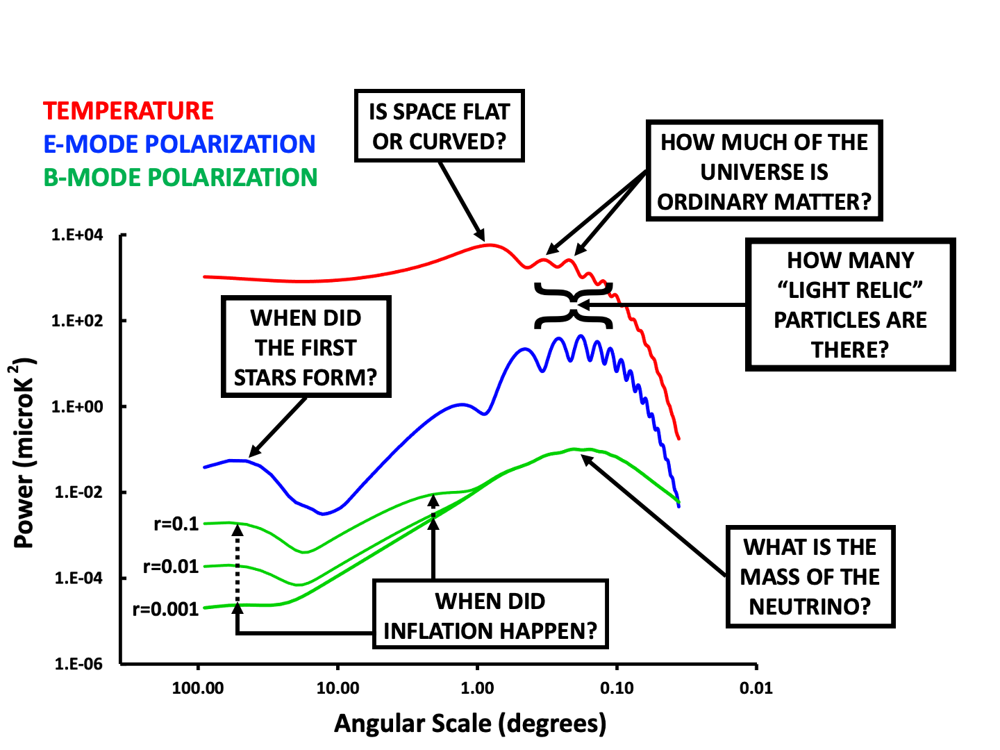 TEMPERATURE
E-MODE POLARIZATION
B-MODE POLARIZATION
IS SPACE FLAT
OR CURVED?
HOW MUCH OF THE
UNIVERSE IS
ORDINARY MATTER?
HOW MANY
“LIGHT RELIC”
PARTICLES ARE
THERE?
WHEN DID
THE FIRST
STARS FORM?
WHAT IS THE
MASS OF THE
NEUTRINO?
WHEN DID
INFLATION HAPPEN?
r=0.1
r=0.01
r=0.001
Power (microK²)
1.E+04
1.E+02
1.E+00
1.E-02
1.E-04
1.E-06
100.00
10.00
1.00
0.10
0.01
Angular Scale (degrees)